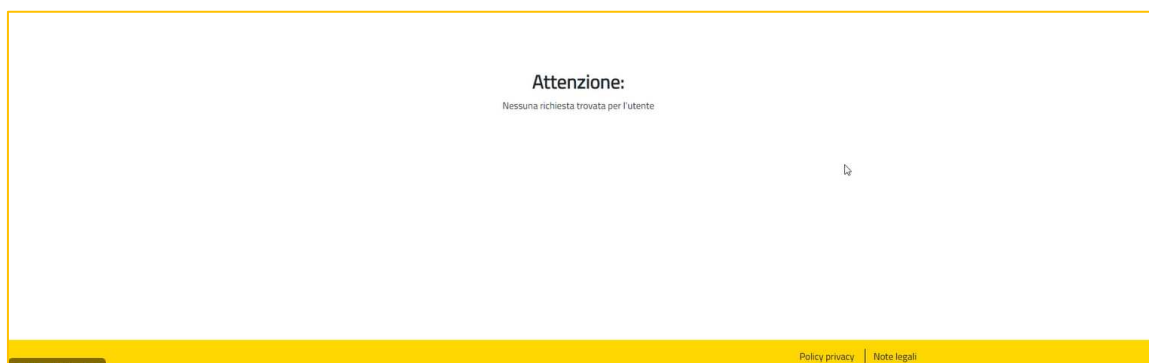 Attenzione:
Nessuna richiesta trovata per l'utente
Policy privacy | Note legali